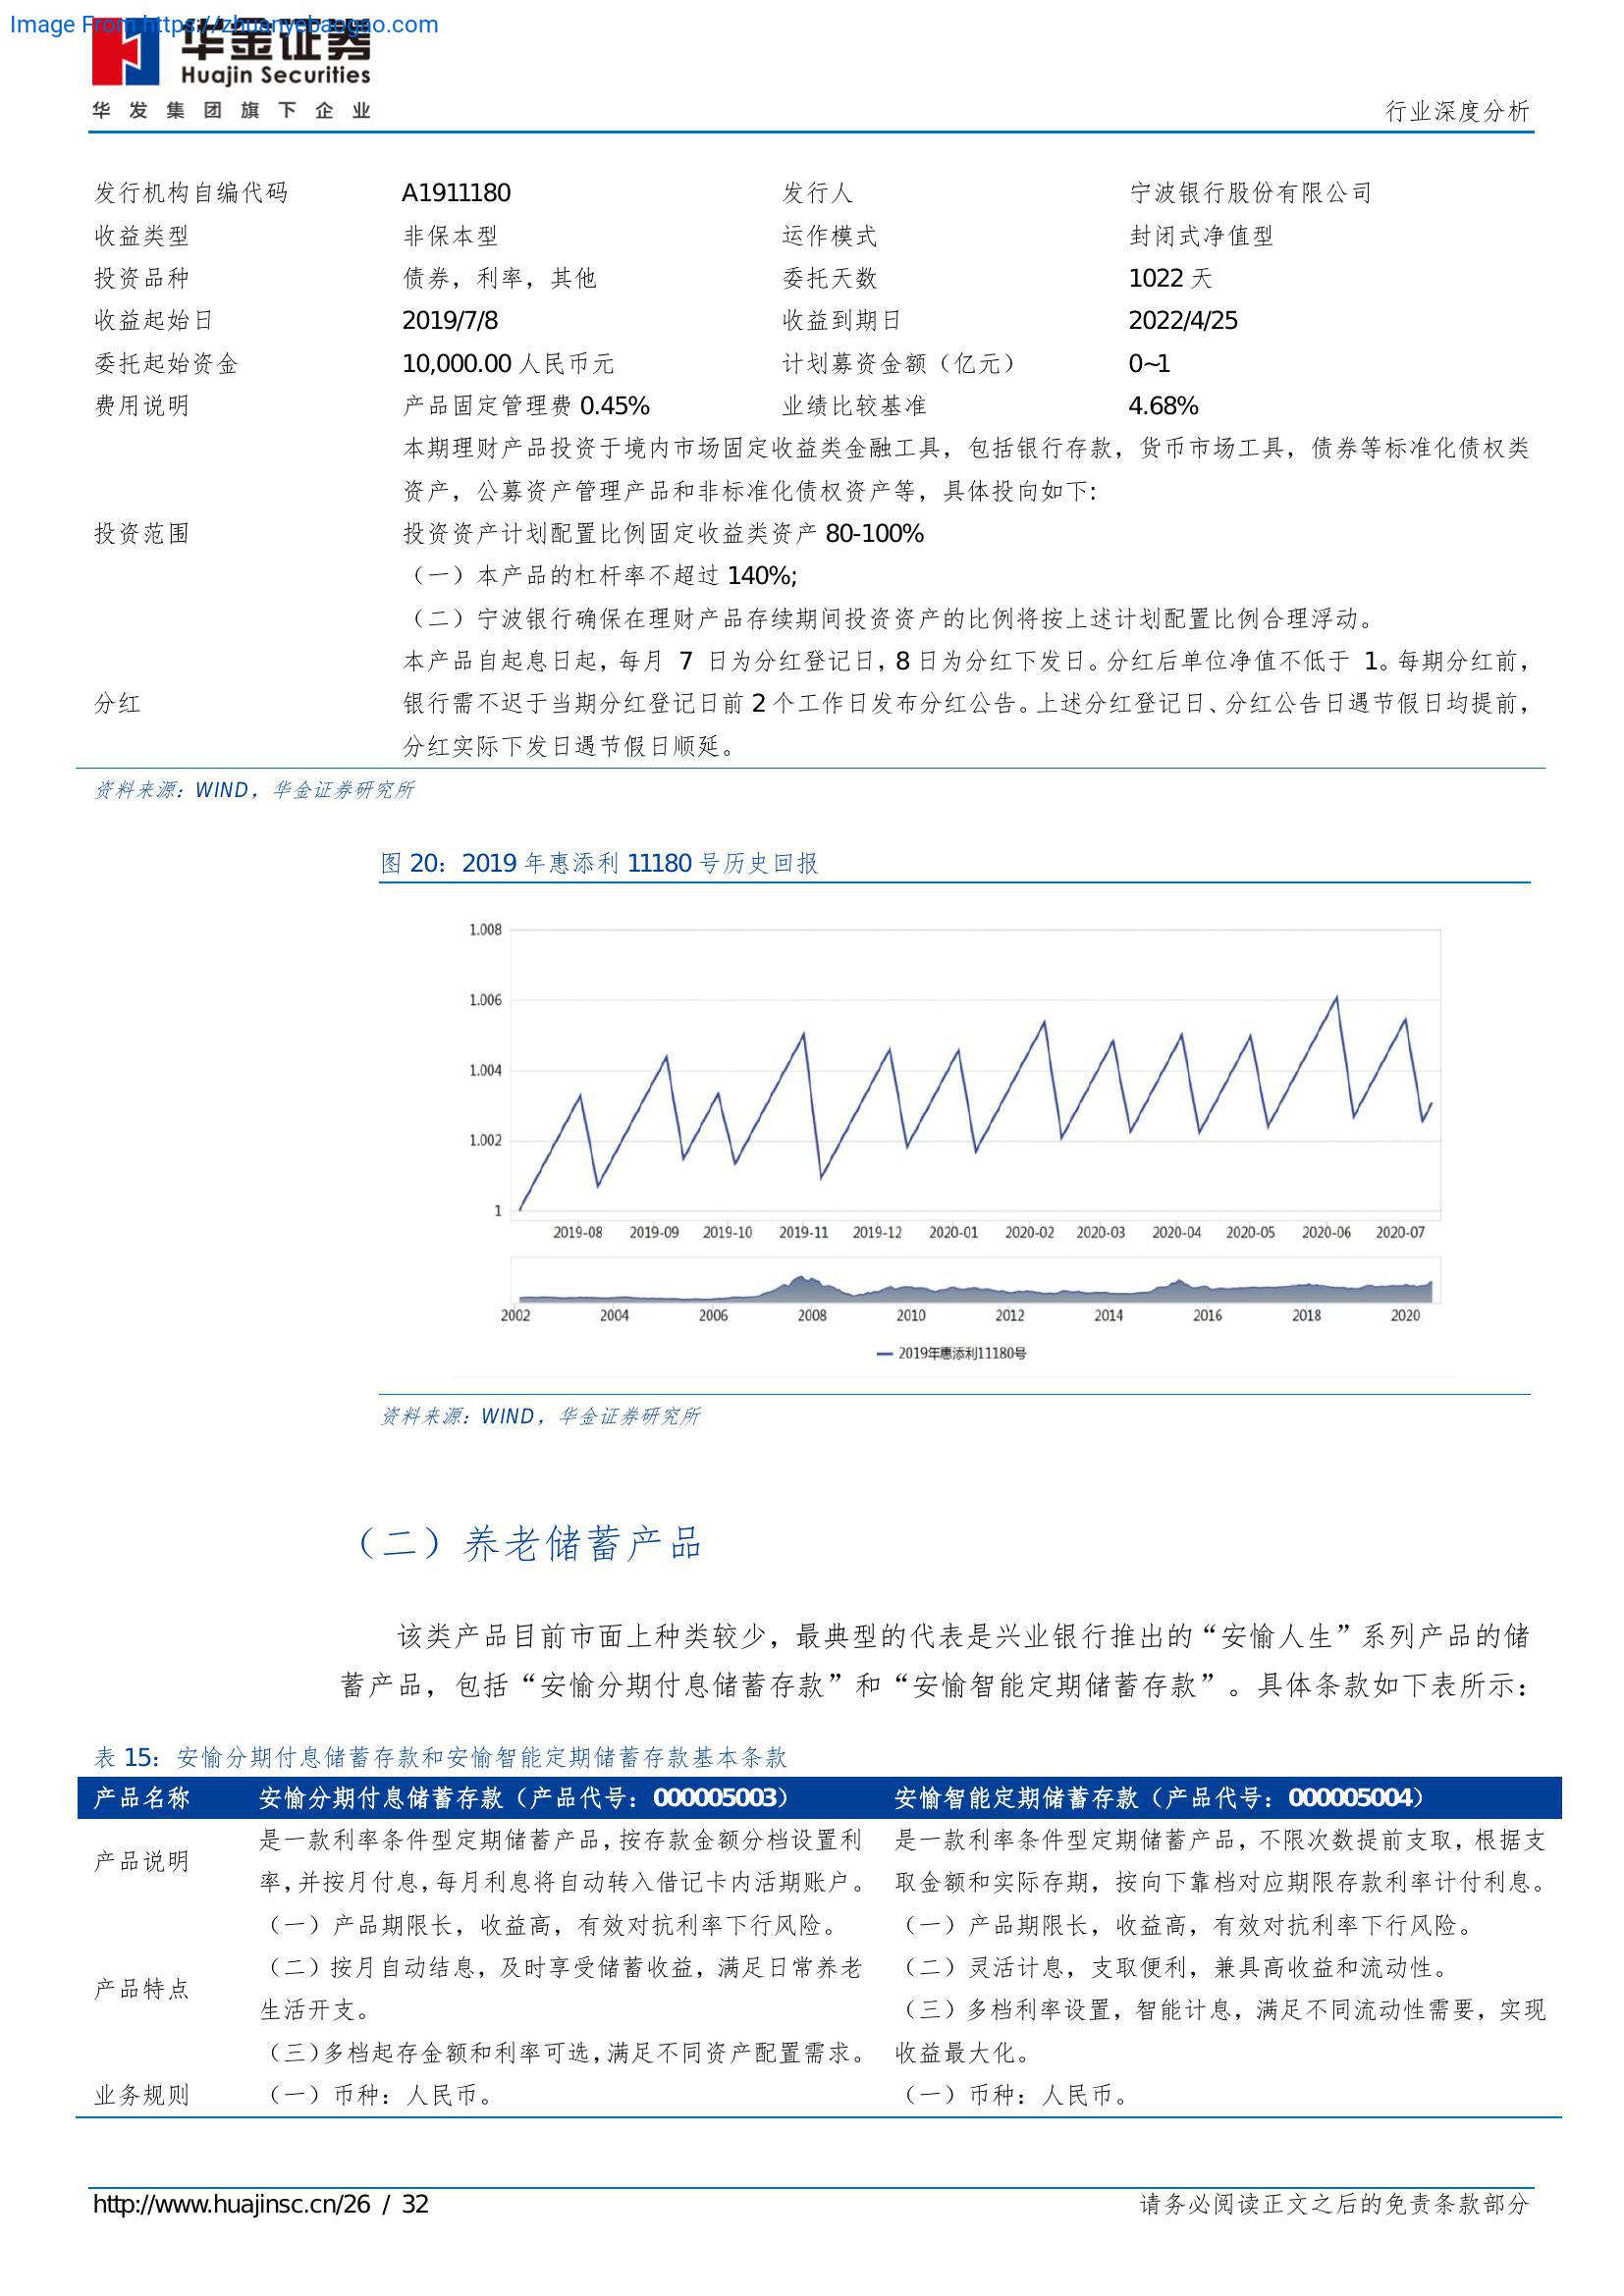 Image From https://zhuanyebaogao.com
华金证券
Huajin Securities
华发集团旗下企业
行业深度分析
发行机构自编代码 A1911180 发行人 宁波银行股份有限公司
收益类型 非保本型 运作模式 封闭式净值型
投资品种 债券，利率，其他 委托天数 1022 天
收益起始日 2019/7/8 收益到期日 2022/4/25
委托起始资金 10,000.00 人民币元 计划募资金额（亿元） 0~1
费用说明 产品固定管理费 0.45% 业绩比较基准 4.68%
本期理财产品投资于境内市场固定收益类金融工具，包括银行存款，货币市场工具，债券等标准化债权类
资产，公募资产管理产品和非标准化债权资产等，具体投向如下：
投资范围 投资资产计划配置比例固定收益类资产 80-100%
（一）本产品的杠杆率不超过 140%;
（二）宁波银行确保在理财产品存续期间投资资产的比例将按上述计划配置比例合理浮动。
本产品自起息日起，每月 7 日为分红登记日，8 日为分红下发日。分红后单位净值不低于 1。每期分红前，
分红 银行需不迟于当期分红登记日前 2 个工作日发布分红公告。上述分红登记日、分红公告日遇节假日均提前，
分红实际下发日遇节假日顺延。
资料来源：WIND，华金证券研究所
图 20：2019 年惠添利 11180 号历史回报
1.008
1.006
1.004
1.002
1
2019-08 2019-09 2019-10 2019-11 2019-12 2020-01 2020-02 2020-03 2020-04 2020-05 2020-06 2020-07
2002 2004 2006 2008 2010 2012 2014 2016 2018 2020
2019年惠添利11180号
资料来源：WIND，华金证券研究所
（二）养老储蓄产品
该类产品目前市面上种类较少，最典型的代表是兴业银行推出的“安愉人生”系列产品的储
蓄产品，包括“安愉分期付息储蓄存款”和“安愉智能定期储蓄存款”。具体条款如下表所示：
表 15：安愉分期付息储蓄存款和安愉智能定期储蓄存款基本条款
产品名称 安愉分期付息储蓄存款（产品代号：000005003） 安愉智能定期储蓄存款（产品代号：000005004）
是一款利率条件型定期储蓄产品，按存款金额分档设置利 是一款利率条件型定期储蓄产品，不限次数提前支取，根据支
产品说明
率，并按月付息，每月利息将自动转入借记卡内活期账户。 取金额和实际存期，按向下靠档对应期限存款利率计付利息。
（一）产品期限长，收益高，有效对抗利率下行风险。 （一）产品期限长，收益高，有效对抗利率下行风险。
（二）按月自动结息，及时享受储蓄收益，满足日常养老 （二）灵活计息，支取便利，兼具高收益和流动性。
产品特点
生活开支。 （三）多档利率设置，智能计息，满足不同流动性需要，实现
（三）多档起存金额和利率可选，满足不同资产配置需求。 收益最大化。
业务规则 （一）币种：人民币。 （一）币种：人民币。
http://www.huajinsc.cn/26 / 32 请务必阅读正文之后的免责条款部分